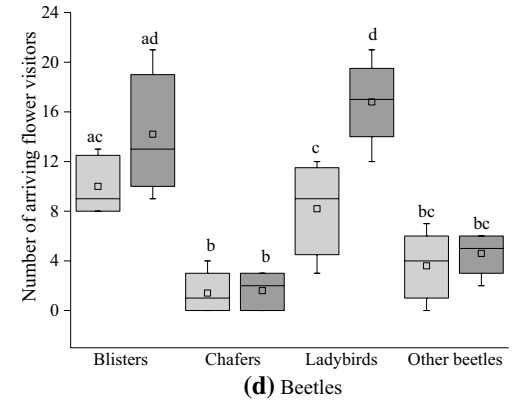 Number of arriving flower visitors
24
20
16
12
8
4
0
ac
ad
b
b
c
d
bc
bc
Blisters
Chafers
Ladybirds
Other beetles
(d) Beetles